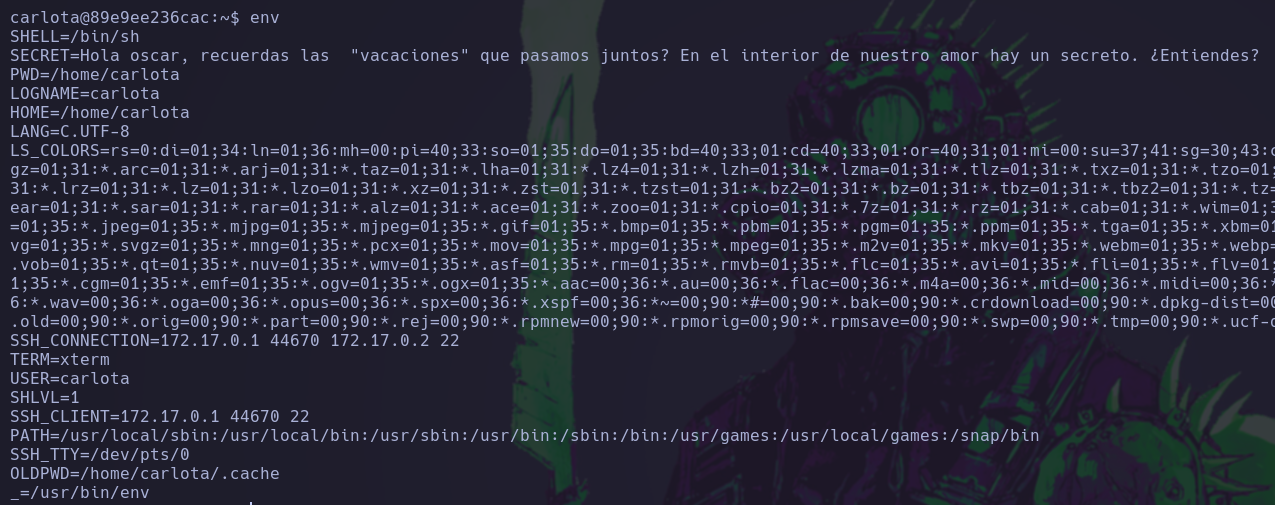 carlota@89e9ee236cac:~$ env
SHELL=/bin/sh
SECRET=Hola oscar, recuerdas las  "vacaciones" que pasamos juntos? En el interior de nuestro amor hay un secreto. ¿Entiendes?
PWD=/home/carlota
LOGNAME=carlota
HOME=/home/carlota
LANG=C.UTF-8
LS_COLORS=rs=0:di=01;34:ln=01;36:mh=00:pi=40;33:so=01;35:do=01;35:bd=40;33;01:cd=40;33;01:or=40;31;01:mi=00:su=37;41:sg=30;43:c
gz=01;31:*.arc=01;31:*.arj=01;31:*.taz=01;31:*.lha=01;31:*.lz4=01;31:*.lzh=01;31:*.lzma=01;31:*.tlz=01;31:*.txz=01;31:*.tzo=01;
31:*.lrz=01;31:*.lz=01;31:*.lzo=01;31:*.xz=01;31:*.zst=01;31:*.tzst=01;31:*.bz2=01;31:*.bz=01;31:*.tbz=01;31:*.tbz2=01;31:*.tz=
ear=01;31:*.sar=01;31:*.rar=01;31:*.alz=01;31:*.ace=01;31:*.zoo=01;31:*.cpio=01;31:*.7z=01;31:*.rz=01;31:*.cab=01;31:*.wim=01;3
=01;35:*.jpeg=01;35:*.mjpg=01;35:*.mjpeg=01;35:*.gif=01;35:*.bmp=01;35:*.pbm=01;35:*.pgm=01;35:*.ppm=01;35:*.tga=01;35:*.xbm=01
vg=01;35:*.svgz=01;35:*.mng=01;35:*.pcx=01;35:*.mov=01;35:*.mpg=01;35:*.mpeg=01;35:*.m2v=01;35:*.mkv=01;35:*.webm=01;35:*.webp=
.vob=01;35:*.qt=01;35:*.nuv=01;35:*.wmv=01;35:*.asf=01;35:*.rm=01;35:*.rmvb=01;35:*.flc=01;35:*.avi=01;35:*.fli=01;35:*.flv=01;
1;35:*.cgm=01;35:*.emf=01;35:*.ogv=01;35:*.ogx=01;35:*.aac=00;36:*.au=00;36:*.flac=00;36:*.m4a=00;36:*.mid=00;36:*.midi=00;36:*
6:*.wav=00;36:*.oga=00;36:*.opus=00;36:*.spx=00;36:*.xspf=00;36:*~=00;90:*#=00;90:*.bak=00;90:*.crdownload=00;90:*.dpkg-dist=00
.old=00;90:*.orig=00;90:*.part=00;90:*.rej=00;90:*.rpmnew=00;90:*.rpmorig=00;90:*.rpmsave=00;90:*.swp=00;90:*.tmp=00;90:*.ucf-d
SSH_CONNECTION=172.17.0.1 44670 172.17.0.2 22
TERM=xterm
USER=carlota
SHLVL=1
SSH_CLIENT=172.17.0.1 44670 22
PATH=/usr/local/sbin:/usr/local/bin:/usr/sbin:/usr/bin:/sbin:/bin:/usr/games:/usr/local/games:/snap/bin
SSH_TTY=/dev/pts/0
OLDPWD=/home/carlota/.cache
_=/usr/bin/env